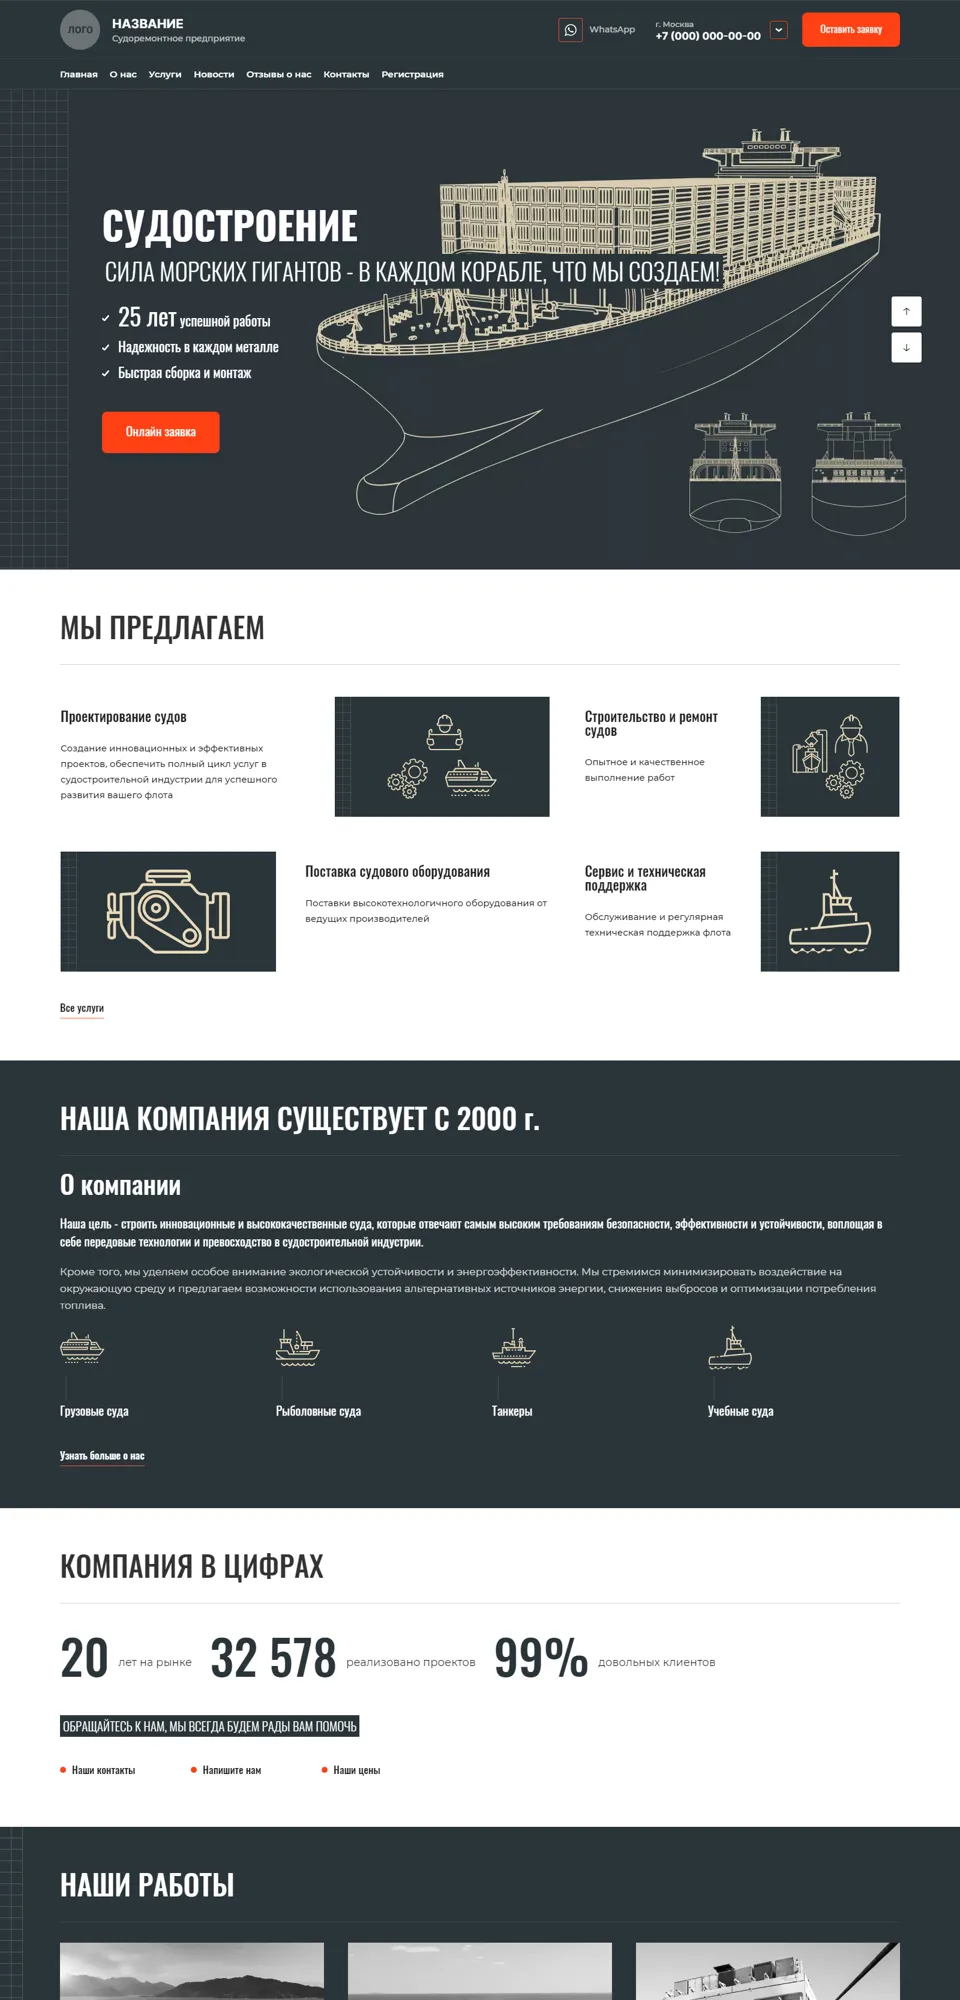 ЛОГО
НАЗВАНИЕ
Судоремонтное предприятие
WhatsApp
г. Москва
+7 (000) 000-00-00
Оставить заявку
Главная О нас Услуги Новости Отзывы о нас Контакты Регистрация
СУДОСТРОЕНИЕ
СИЛА МОРСКИХ ГИГАНТОВ - В КАЖДОМ КОРАБЛЕ, ЧТО МЫ СОЗДАЕМ!
25 лет успешной работы
Надежность в каждом металле
Быстрая сборка и монтаж
Онлайн заявка
МЫ ПРЕДЛАГАЕМ
Проектирование судов
Создание инновационных и эффективных
проектов, обеспечить полный цикл услуг в
судостроительной индустрии для успешного
развития вашего флота
Строительство и ремонт
судов
Опытное и качественное
выполнение работ
Поставка судового оборудования
Поставки высокотехнологичного оборудования от
ведущих производителей
Сервис и техническая
поддержка
Обслуживание и регулярная
техническая поддержка флота
Все услуги
НАША КОМПАНИЯ СУЩЕСТВУЕТ С 2000 г.
О компании
Наша цель - строить инновационные и высококачественные суда, которые отвечают самым высоким требованиям безопасности, эффективности и устойчивости, воплощая в
себе передовые технологии и превосходство в судостроительной индустрии.
Кроме того, мы уделяем особое внимание экологической устойчивости и энергоэффективности. Мы стремимся минимизировать воздействие на
окружающую среду и предлагаем возможности использования альтернативных источников энергии, снижения выбросов и оптимизации потребления
топлива.
Грузовые суда
Рыболовные суда
Танкеры
Учебные суда
Узнать больше о нас
КОМПАНИЯ В ЦИФРАХ
20 лет на рынке 32 578 реализовано проектов 99% довольных клиентов
ОБРАЩАЙТЕСЬ К НАМ, МЫ ВСЕГДА БУДЕМ РАДЫ ВАМ ПОМОЧЬ
Наши контакты Напишите нам Наши цены
НАШИ РАБОТЫ